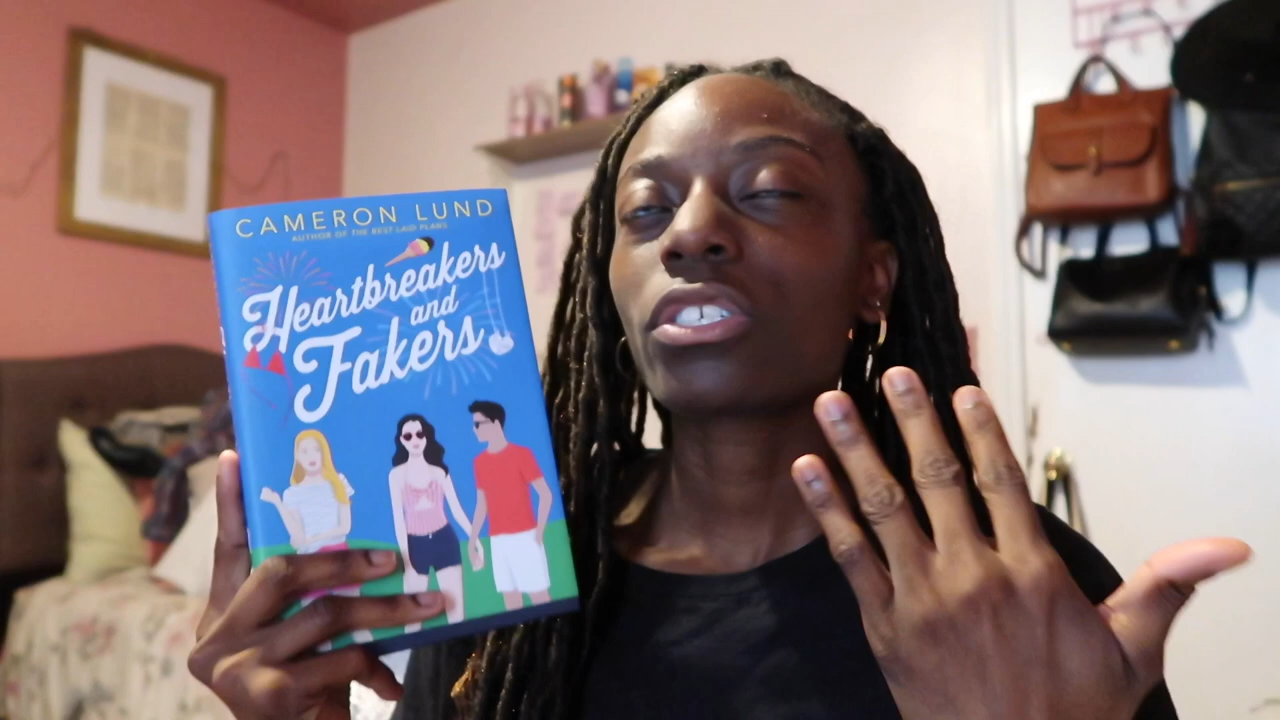 CAMERON LUND
AUTHOR OF THE BEST LAID PLANS
Heartbreakers
and
Fakers